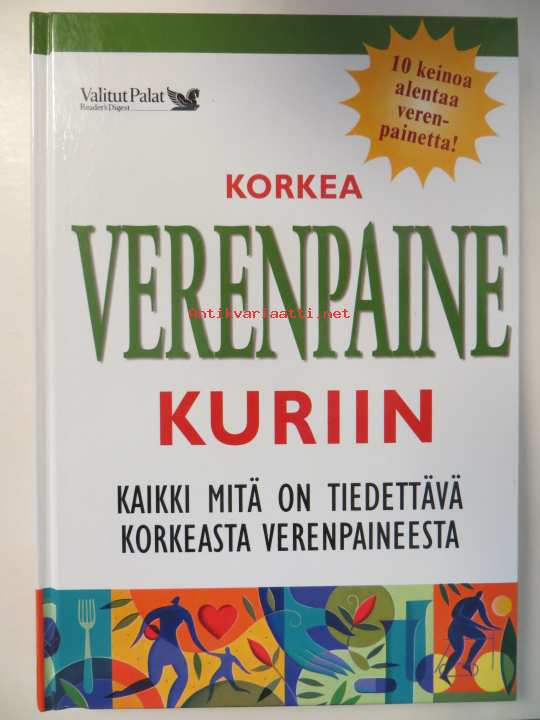 Valitut Palat
Reader's Digest
10 keinoa
alentaa
veren-
painetta!
KORKEA
VERENPAINE
Antikvariaatti.net
KURIIN
KAIKKI MITÄ ON TIEDETTÄVÄ
KORKEASTA VERENPAINEESTA